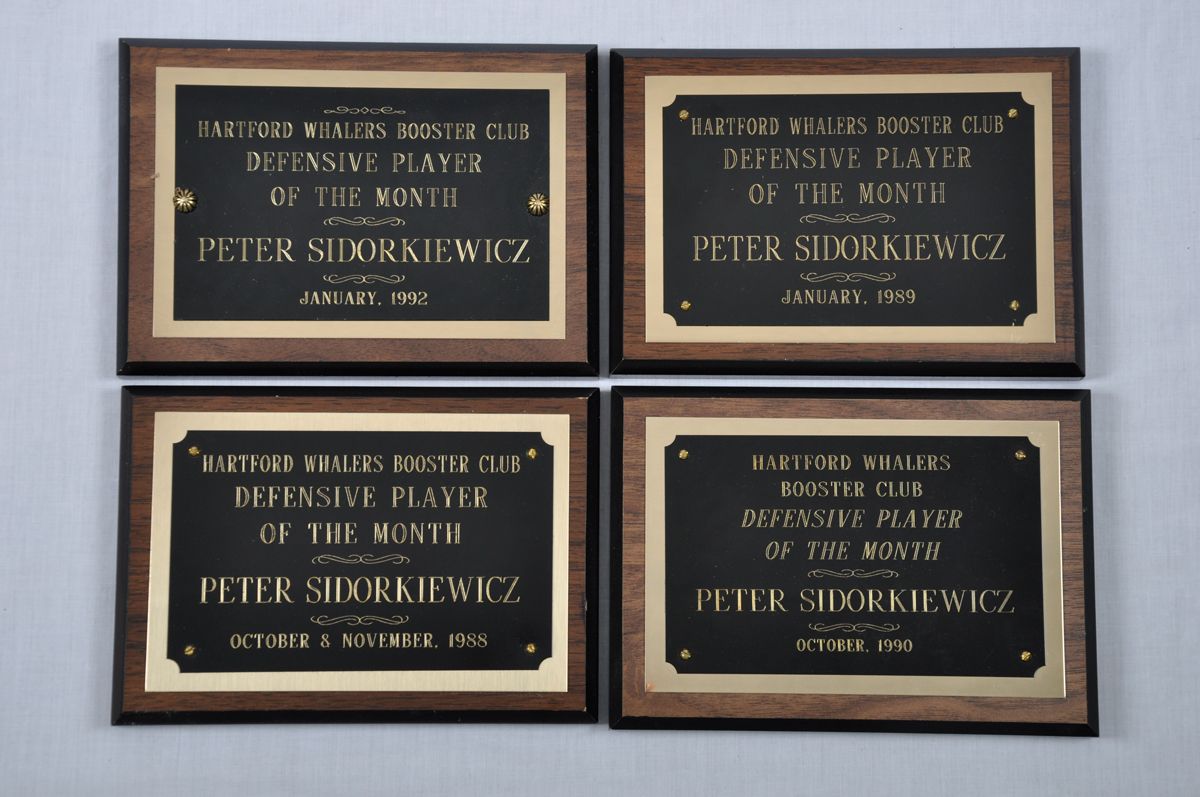 HARTFORD WHALERS BOOSTER CLUB
DEFENSIVE PLAYER
OF THE MONTH
PETER SIDORKIEWICZ
JANUARY, 1992
HARTFORD WHALERS BOOSTER CLUB
DEFENSIVE PLAYER
OF THE MONTH
PETER SIDORKIEWICZ
JANUARY, 1989
HARTFORD WHALERS BOOSTER CLUB
DEFENSIVE PLAYER
OF THE MONTH
PETER SIDORKIEWICZ
OCTOBER & NOVEMBER, 1988
HARTFORD WHALERS
BOOSTER CLUB
DEFENSIVE PLAYER
OF THE MONTH
PETER SIDORKIEWICZ
OCTOBER, 1990